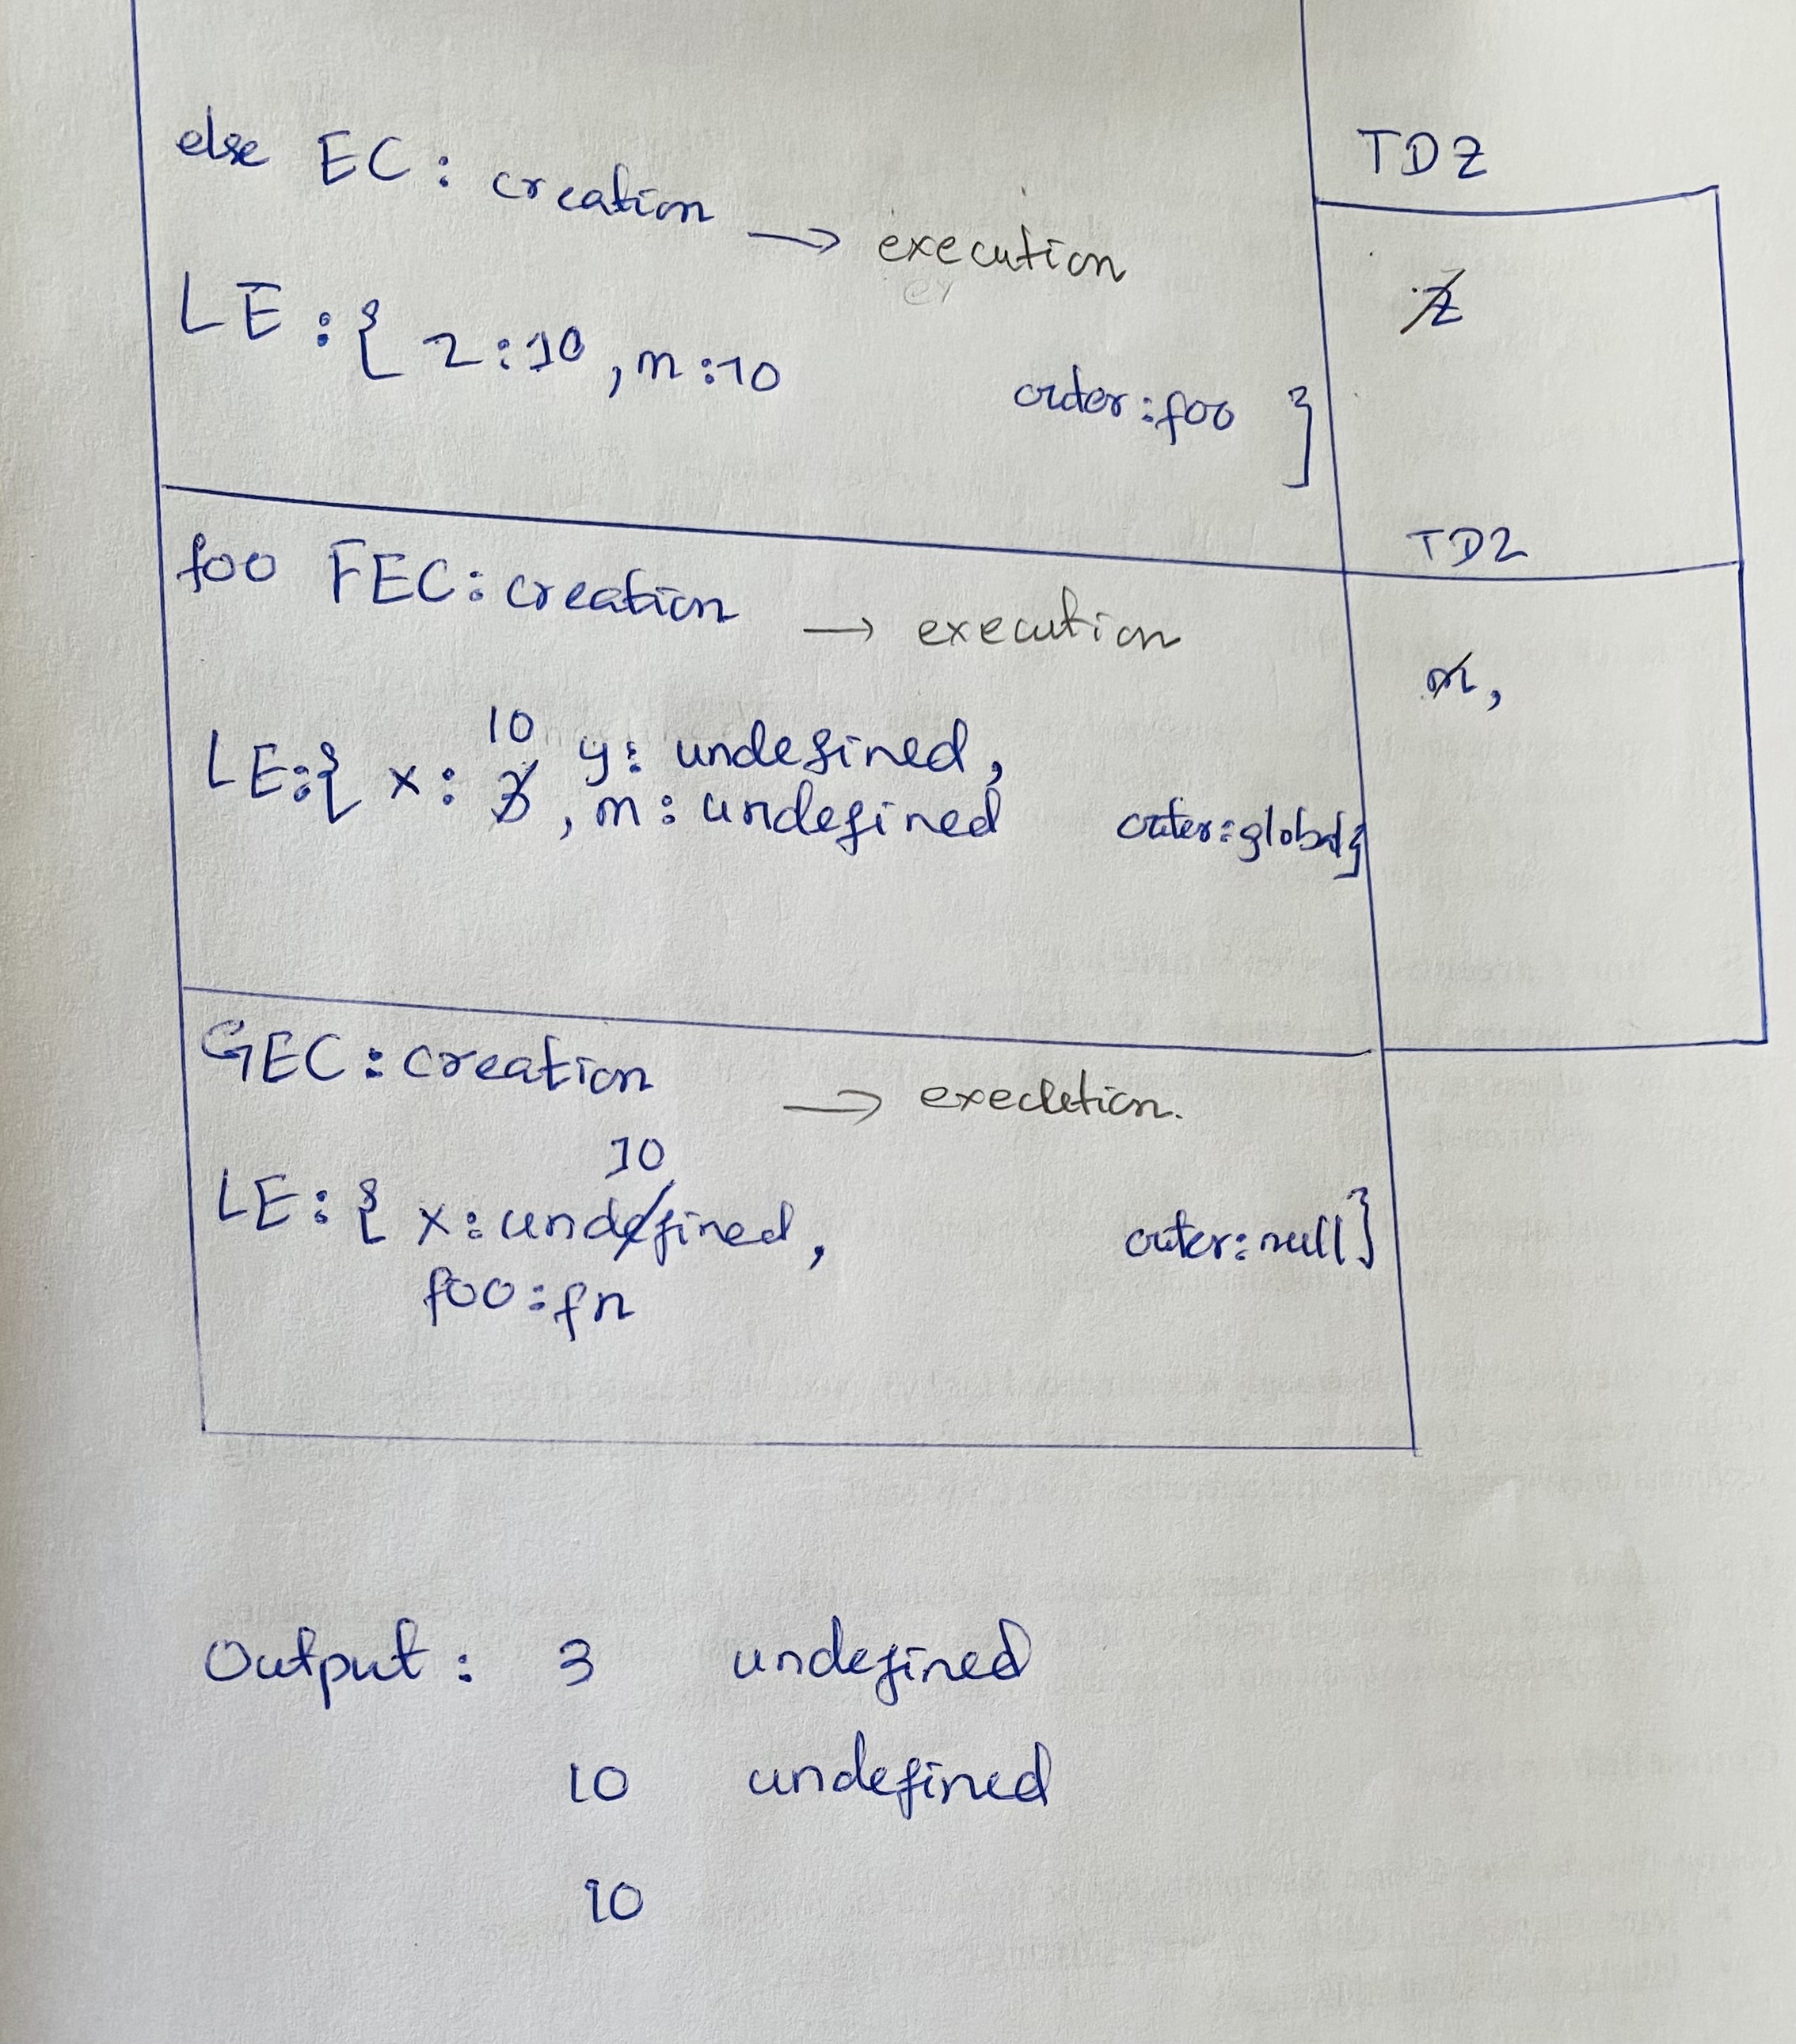 else EC: creation → execution
TDZ
z
LE:{ z:10, m:10 outer:foo }
foo FEC: creation → execution
TDZ
m,
10
LE:{ x: 3, y: undefined,
m: undefined outer:global}
GEC: creation → execution.
10
LE:{ x: undefined, outer:null}
foo:fn
Output: 3 undefined
10 undefined
10